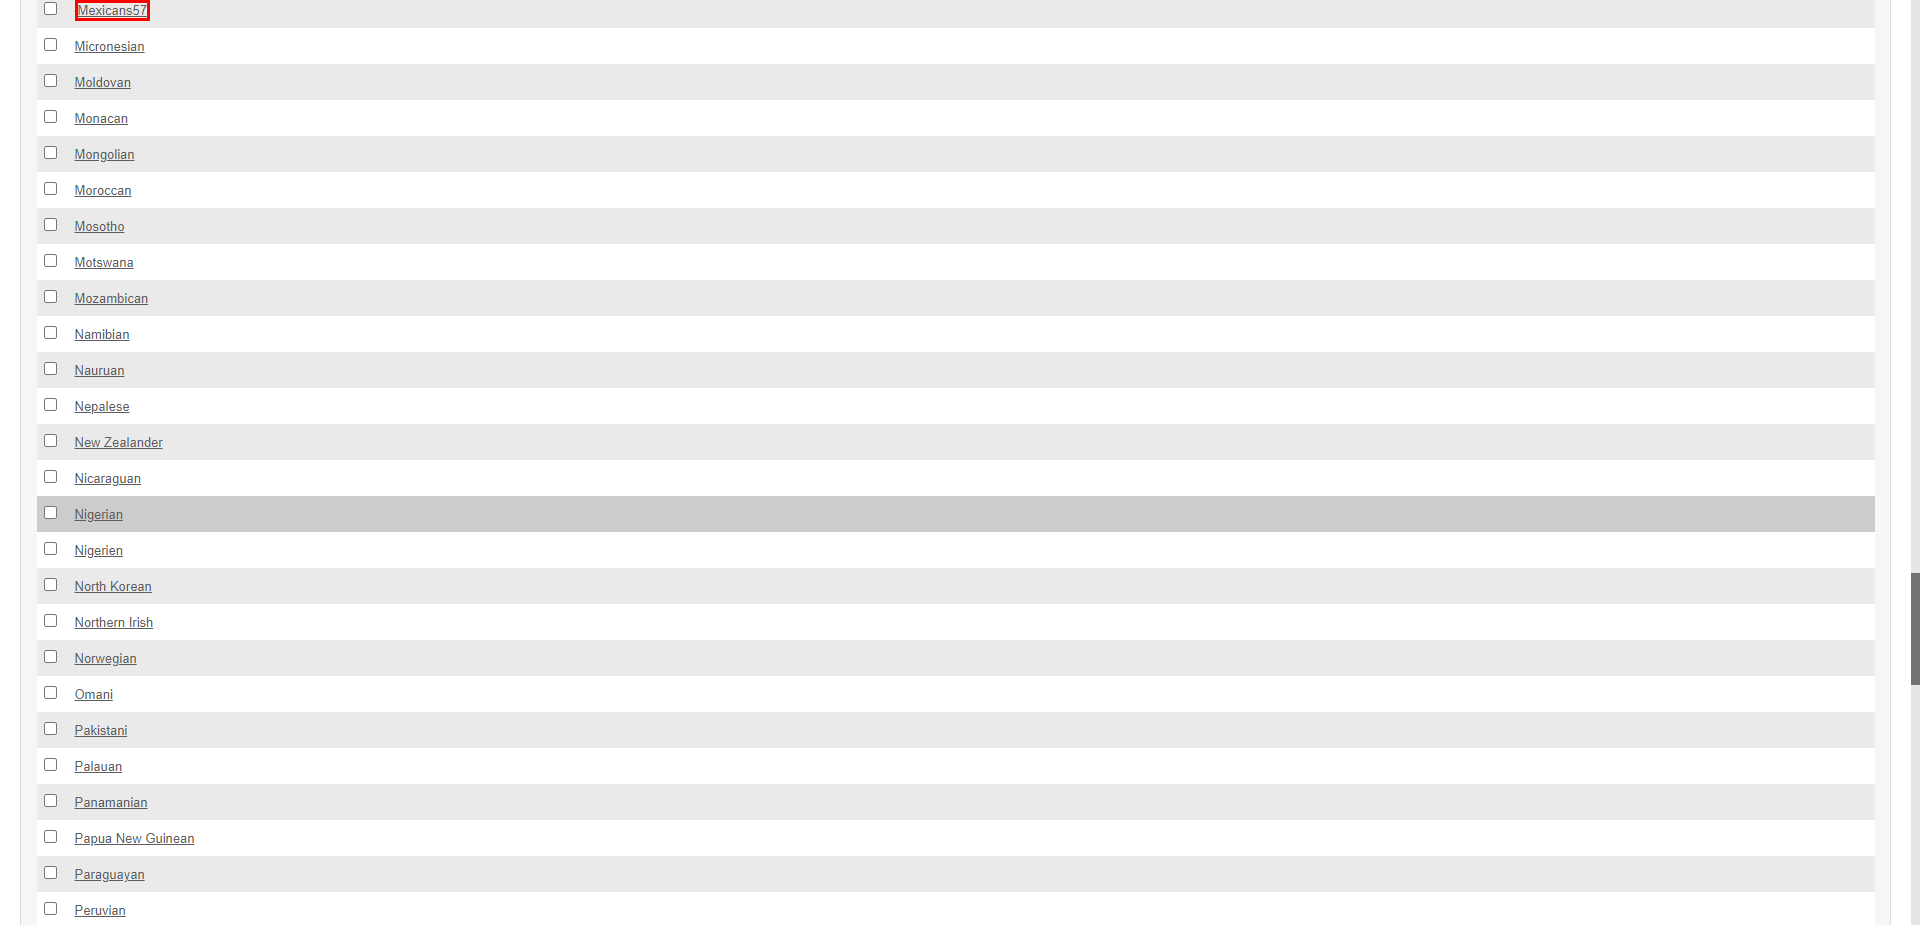 Mexicans57
Micronesian
Moldovan
Monacan
Mongolian
Moroccan
Mosotho
Motswana
Mozambican
Namibian
Nauruan
Nepalese
New Zealander
Nicaraguan
Nigerian
Nigerien
North Korean
Northern Irish
Norwegian
Omani
Pakistani
Palauan
Panamanian
Papua New Guinean
Paraguayan
Peruvian